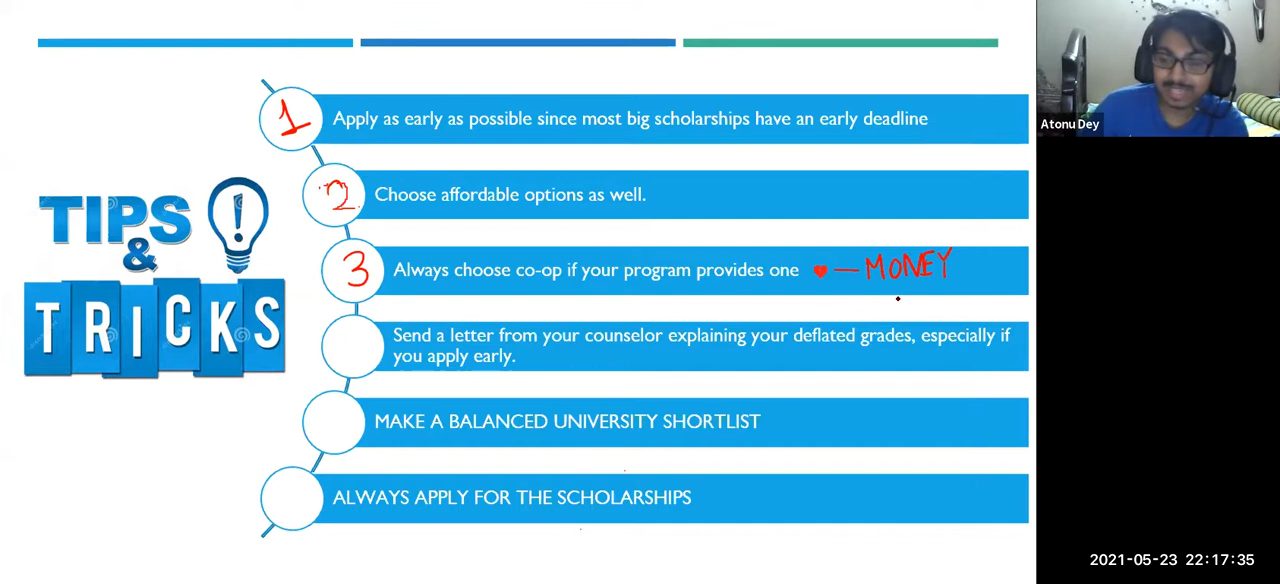 TIPS
&
TRICKS
1
Apply as early as possible since most big scholarships have an early deadline
2
Choose affordable options as well.
3
Always choose co-op if your program provides one ♥ — MONEY
Send a letter from your counselor explaining your deflated grades, especially if
you apply early.
MAKE A BALANCED UNIVERSITY SHORTLIST
ALWAYS APPLY FOR THE SCHOLARSHIPS
Atonu Dey
2021-05-23 22:17:35